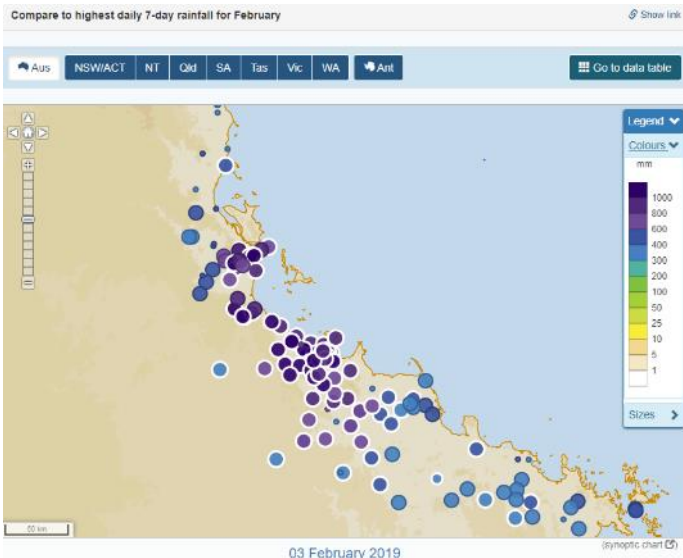 Compare to highest daily 7-day rainfall for February
Show link
Aus NSW/ACT NT Qld SA Tas Vic WA Ant
Go to data table
Legend
Colours
mm
1000
800
600
400
300
200
100
50
25
10
5
1
Sizes
50 km
(synoptic chart)
03 February 2019